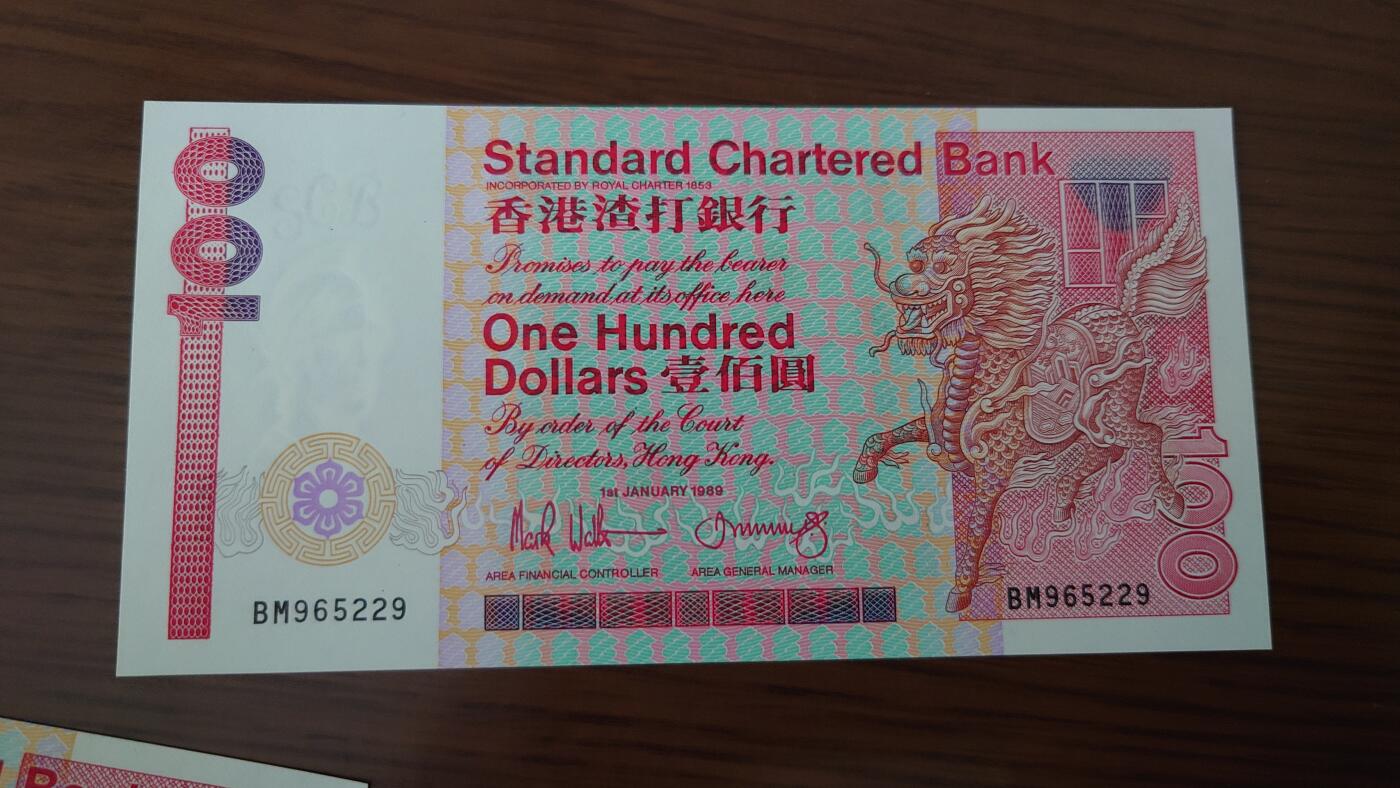 100
Standard Chartered Bank
INCORPORATED BY ROYAL CHARTER 1853
香港渣打銀行
Promises to pay the bearer
on demand at its office here
One Hundred
Dollars 壹佰圓
By order of the Court
of Directors, Hong Kong.
1st JANUARY 1989
AREA FINANCIAL CONTROLLER AREA GENERAL MANAGER
100
BM965229 BM965229